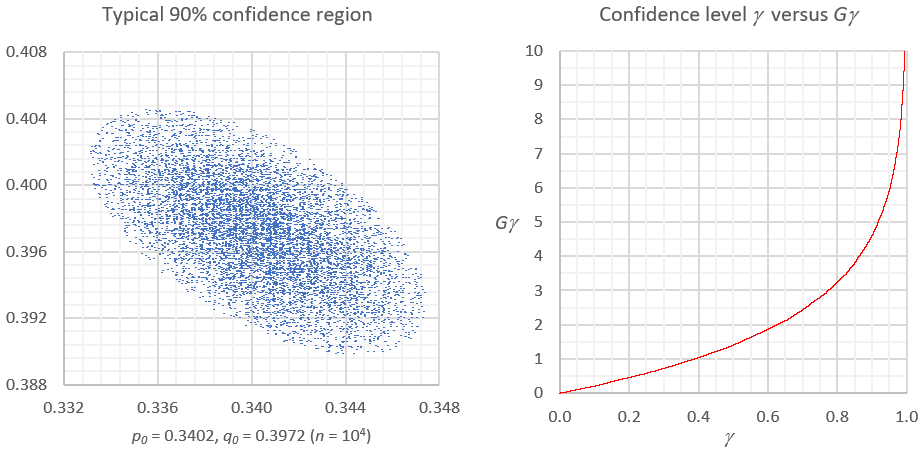 Typical 90% confidence region
0.408
0.404
0.400
0.396
0.392
0.388
0.332 0.336 0.340 0.344 0.348
p₀ = 0.3402, q₀ = 0.3972 (n = 10⁴)
Confidence level γ versus Gγ
10
9
8
7
6
5
4
3
2
1
0
Gγ
0.0 0.2 0.4 0.6 0.8 1.0
γ